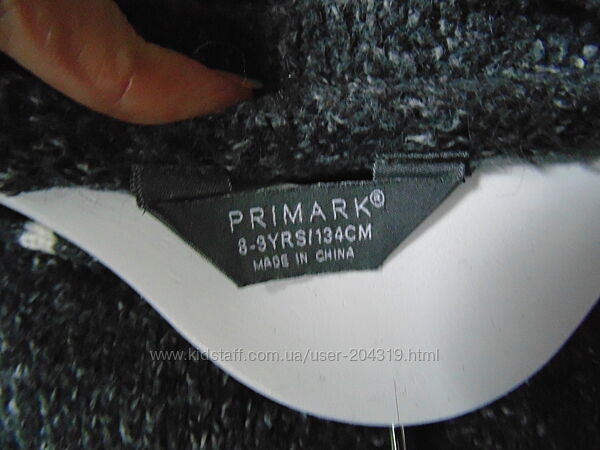 PRIMARK®
8-9YRS/134CM
MADE IN CHINA
www.kidstaff.com.ua/user-204319.html